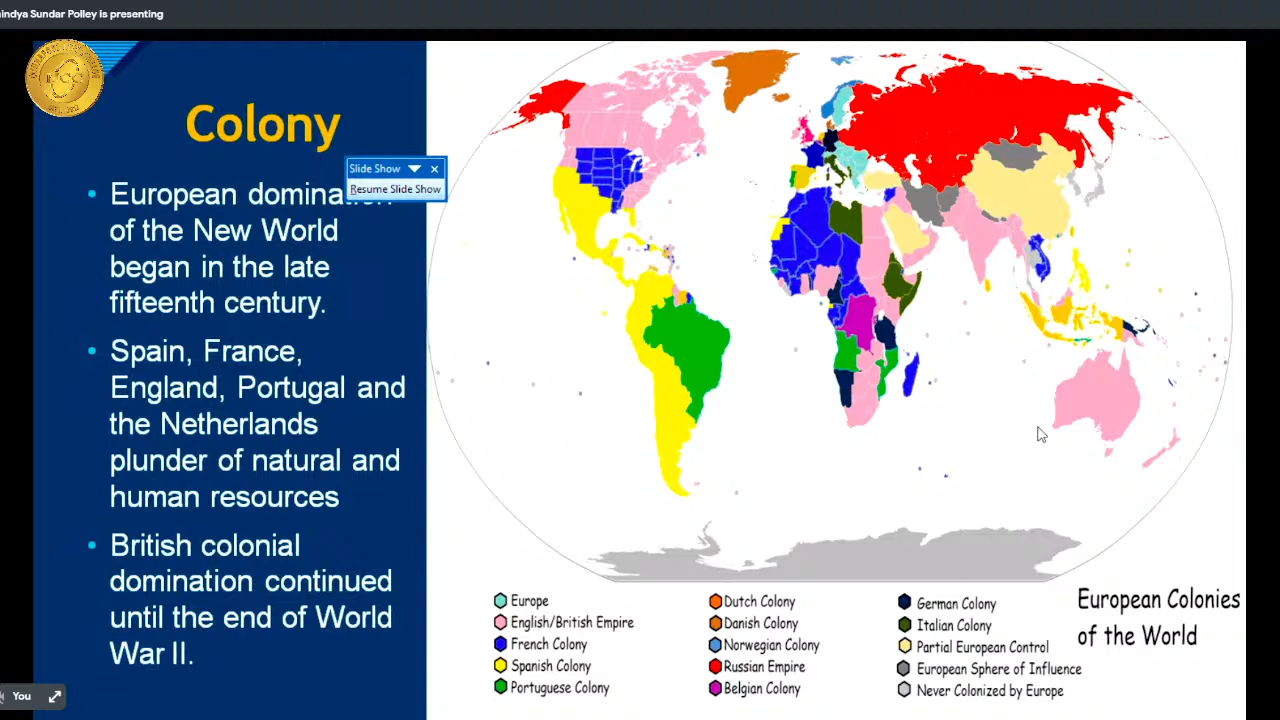 indya Sundar Polley is presenting
Colony
Slide Show
Resume Slide Show
• European domina
of the New World
began in the late
fifteenth century.
• Spain, France,
England, Portugal and
the Netherlands
plunder of natural and
human resources
• British colonial
domination continued
until the end of World
War II.
Europe
English/British Empire
French Colony
Spanish Colony
Portuguese Colony
Dutch Colony
Danish Colony
Norwegian Colony
Russian Empire
Belgian Colony
German Colony
Italian Colony
Partial European Control
European Sphere of Influence
Never Colonized by Europe
European Colonies
of the World
You